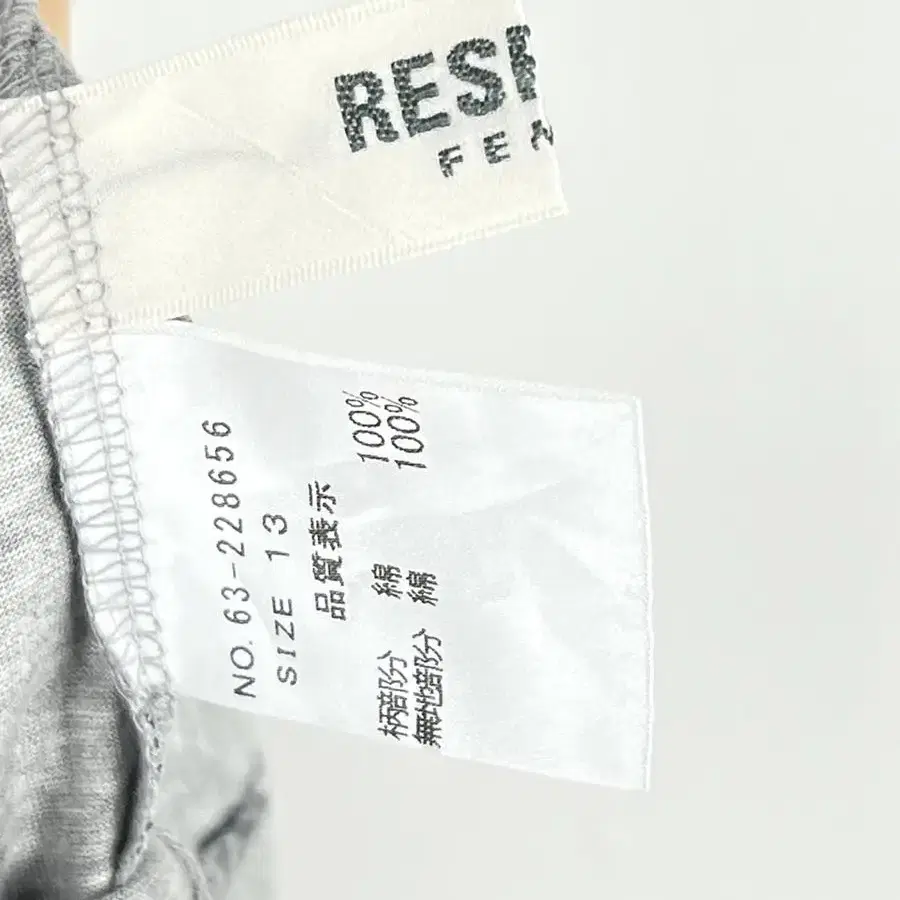 RES
FEN
NO. 63-228656
SIZE 13
品質表示
柄部分 綿 100%
無地部分 綿 100%